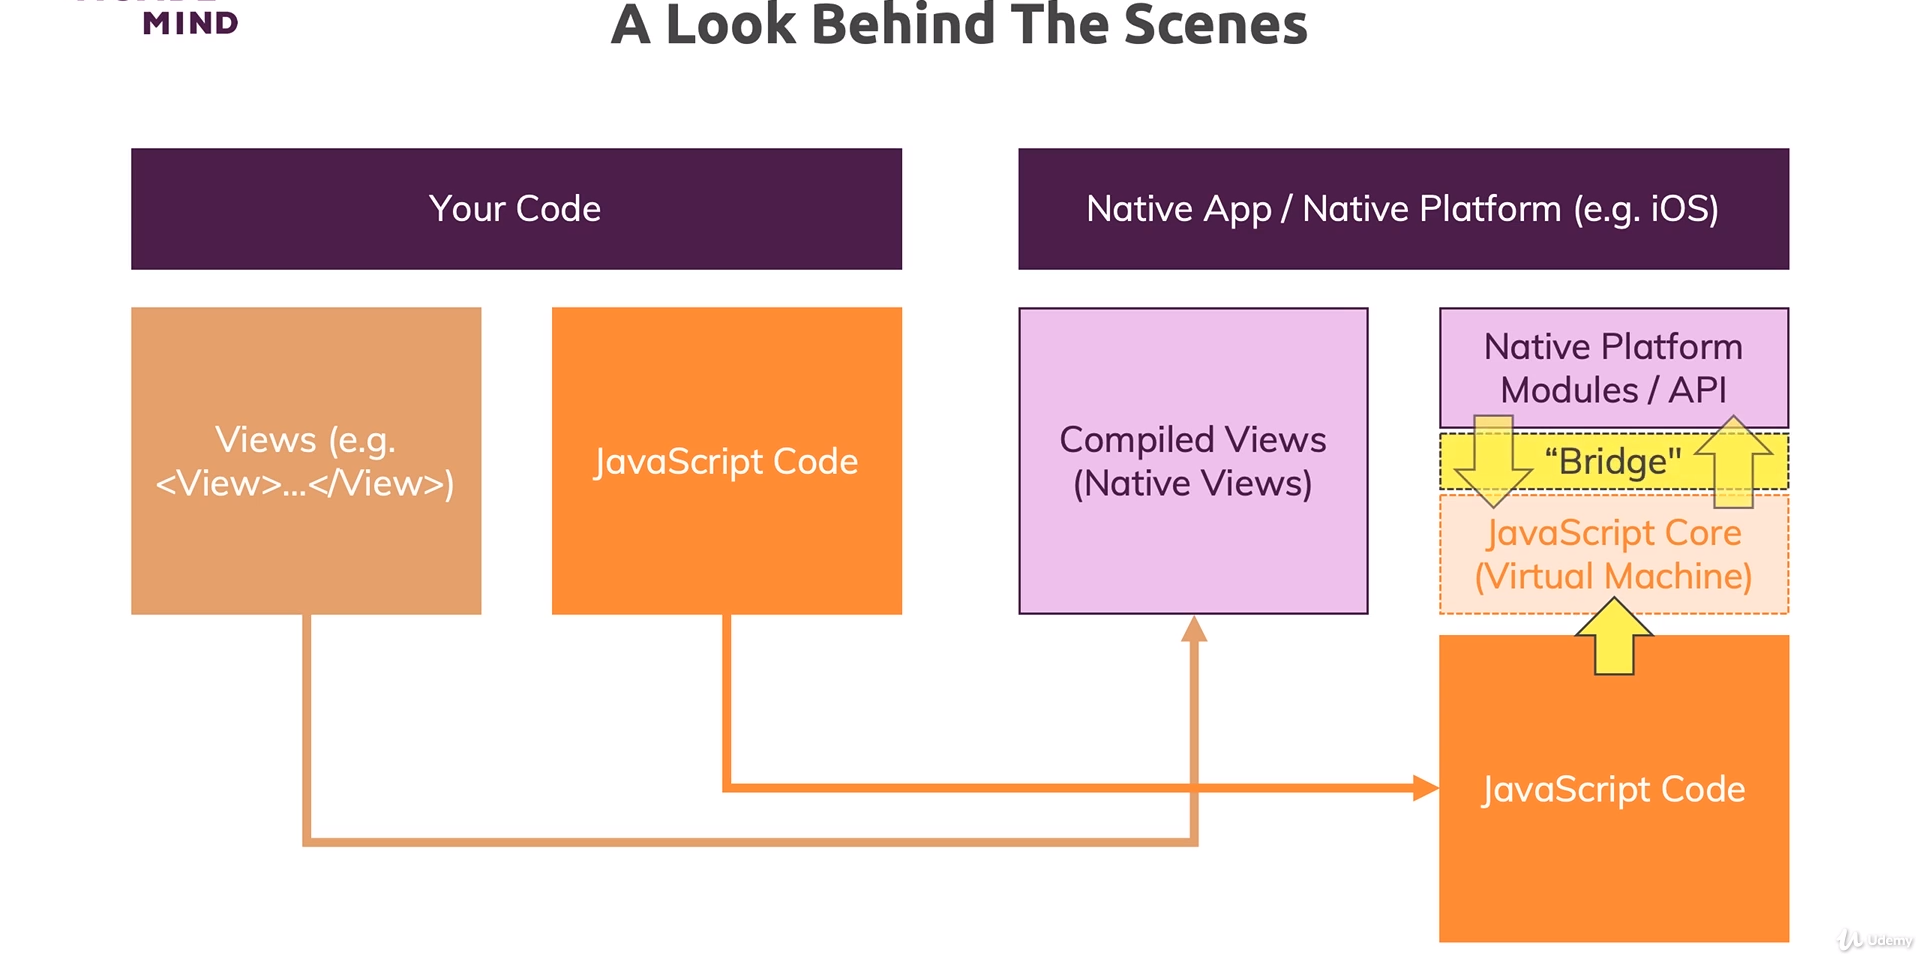 MIND
A Look Behind The Scenes
Your Code
Native App / Native Platform (e.g. iOS)
Views (e.g.
<View>...</View>)
JavaScript Code
Compiled Views
(Native Views)
Native Platform
Modules / API
“Bridge"
JavaScript Core
(Virtual Machine)
JavaScript Code
Udemy